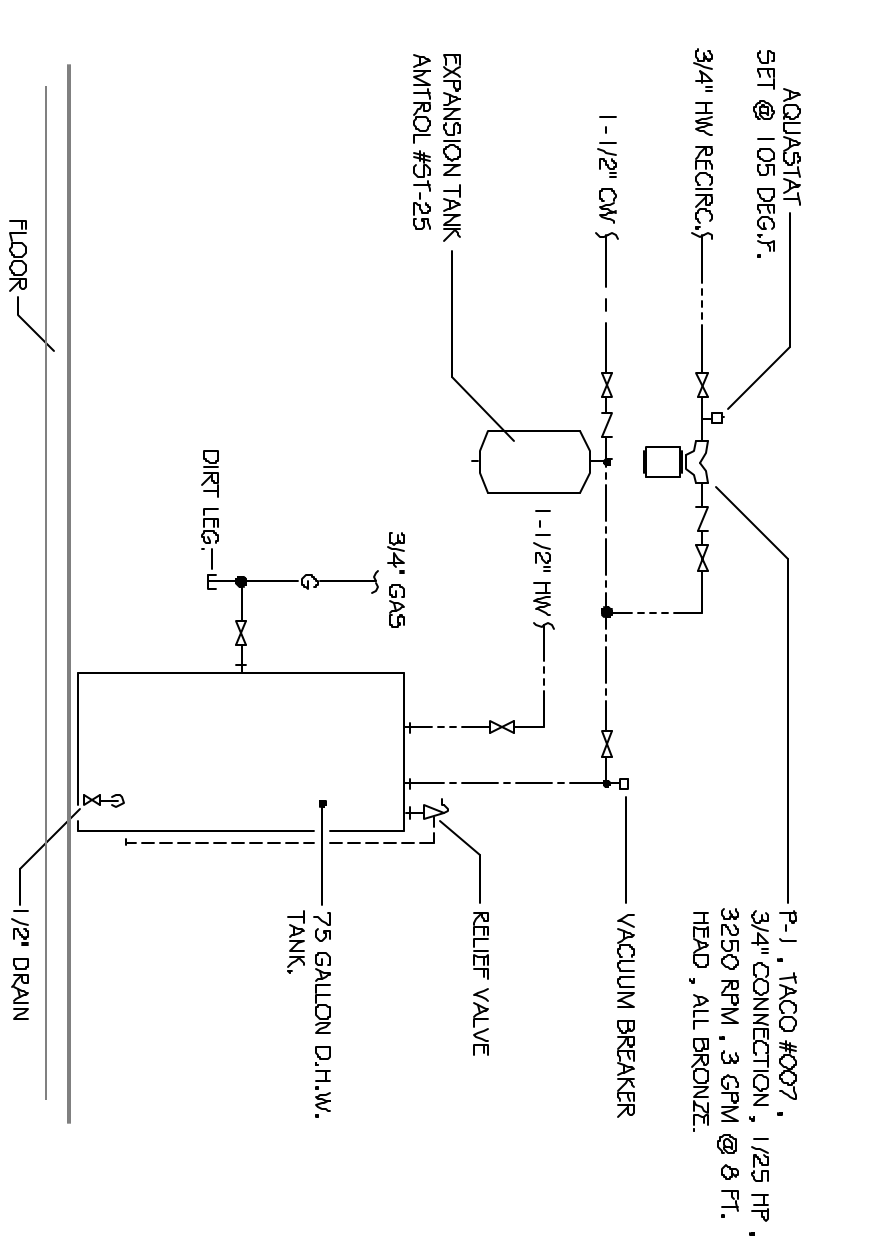 AQUASTAT
SET @ 105 DEG.F.
3/4" HW RECIRC.
1-1/2" CW
EXPANSION TANK
AMTROL #ST-25
P-1 , TACO #007 ,
3/4" CONNECTION , 1/25 HP ,
3250 RPM , 3 GPM @ 8 FT.
HEAD , ALL BRONZE.
VACUUM BREAKER
1-1/2" HW
RELIEF VALVE
3/4" GAS
G
75 GALLON D.H.W.
TANK.
DIRT LEG.
FLOOR
1/2" DRAIN